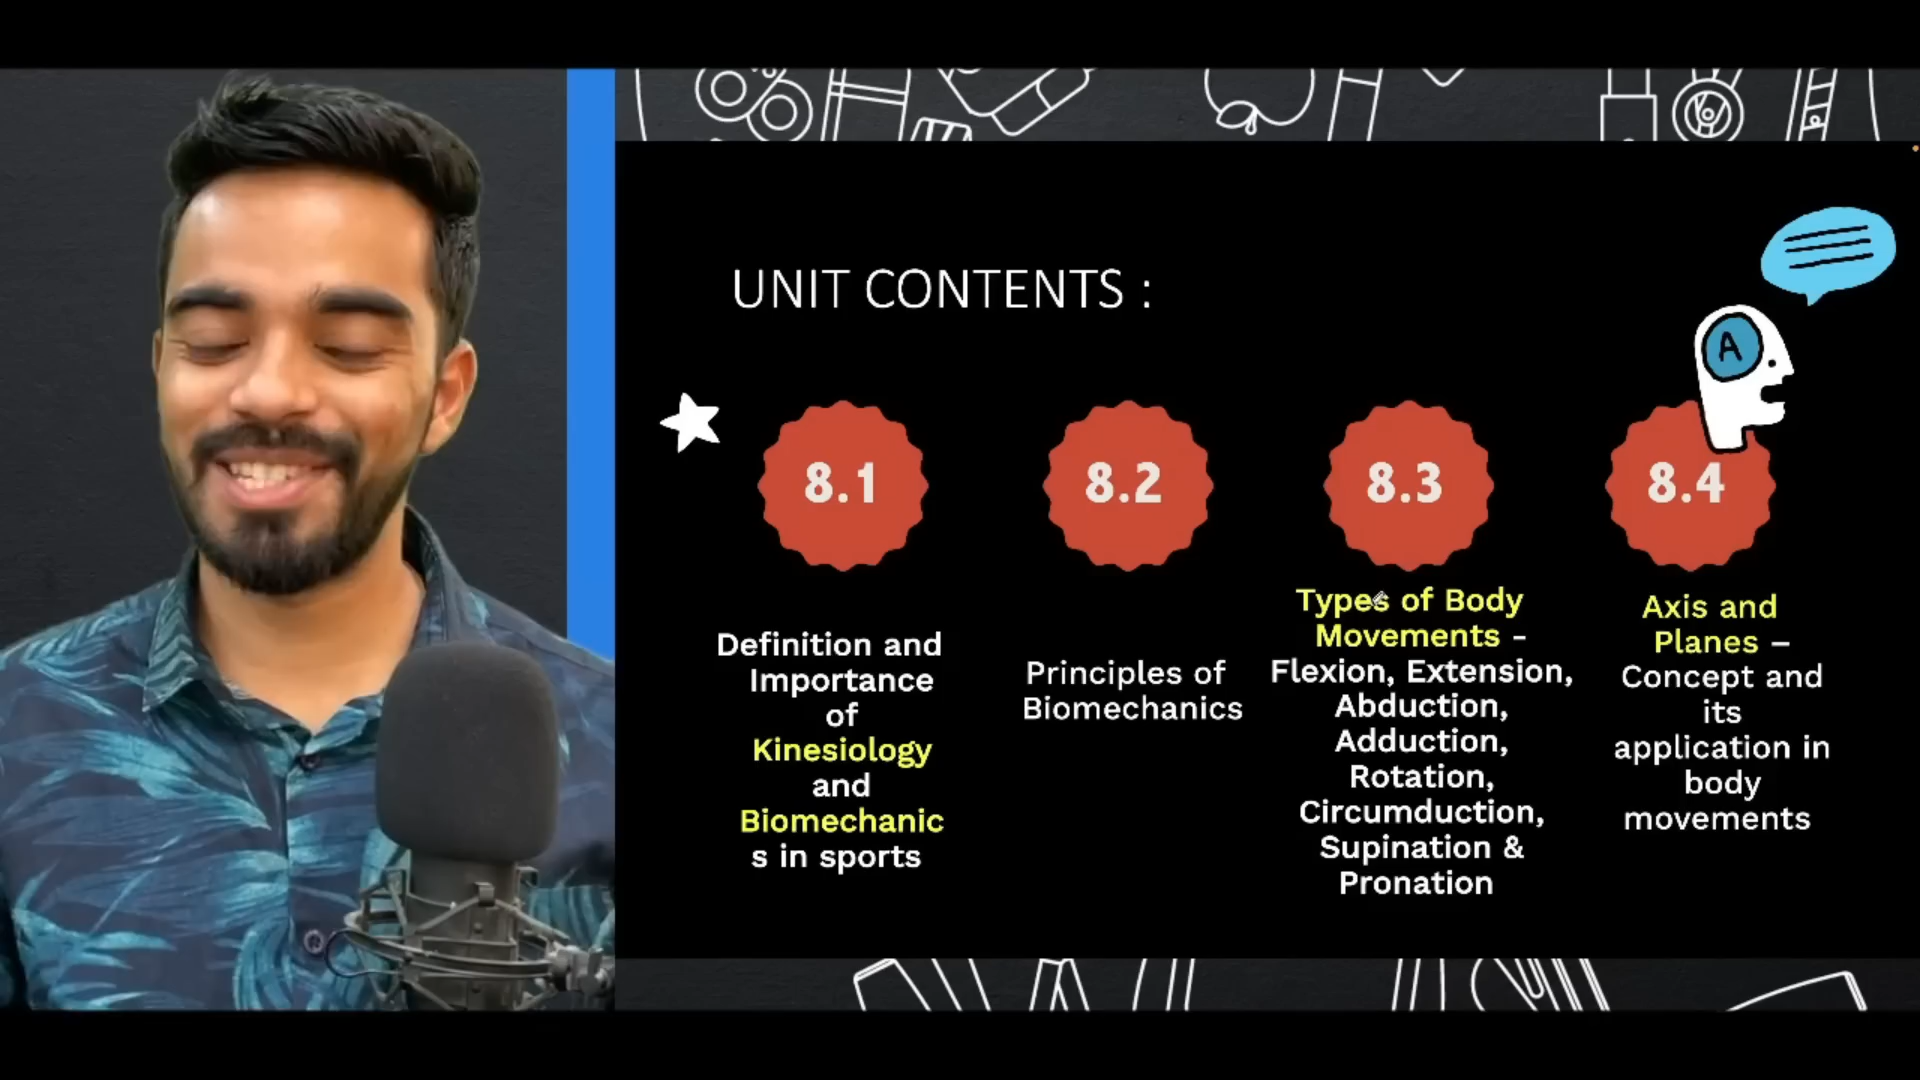 UNIT CONTENTS :
8.1
Definition and
Importance
of
Kinesiology
and
Biomechanic
s in sports
8.2
Principles of
Biomechanics
8.3
Types of Body
Movements -
Flexion, Extension,
Abduction,
Adduction,
Rotation,
Circumduction,
Supination &
Pronation
A
8.4
Axis and
Planes –
Concept and
its
application in
body
movements